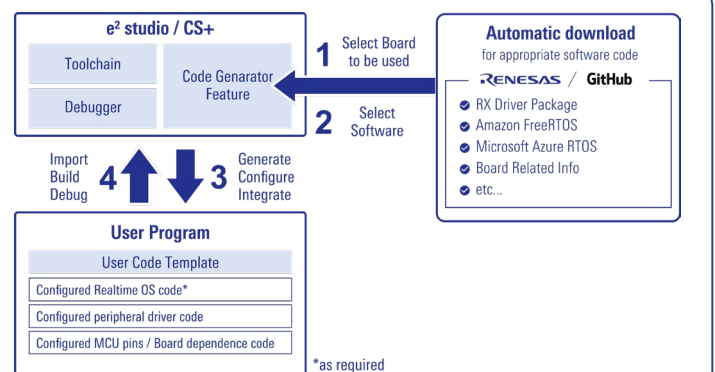 e² studio / CS+
Toolchain
Debugger
Code Genarator
Feature
1
Select Board
to be used
2
Select
Software
Automatic download
for appropriate software code
RENESAS / GitHub
RX Driver Package
Amazon FreeRTOS
Microsoft Azure RTOS
Board Related Info
etc...
Import
Build
Debug
4
3
Generate
Configure
Integrate
User Program
User Code Template
Configured Realtime OS code*
Configured peripheral driver code
Configured MCU pins / Board dependence code
*as required